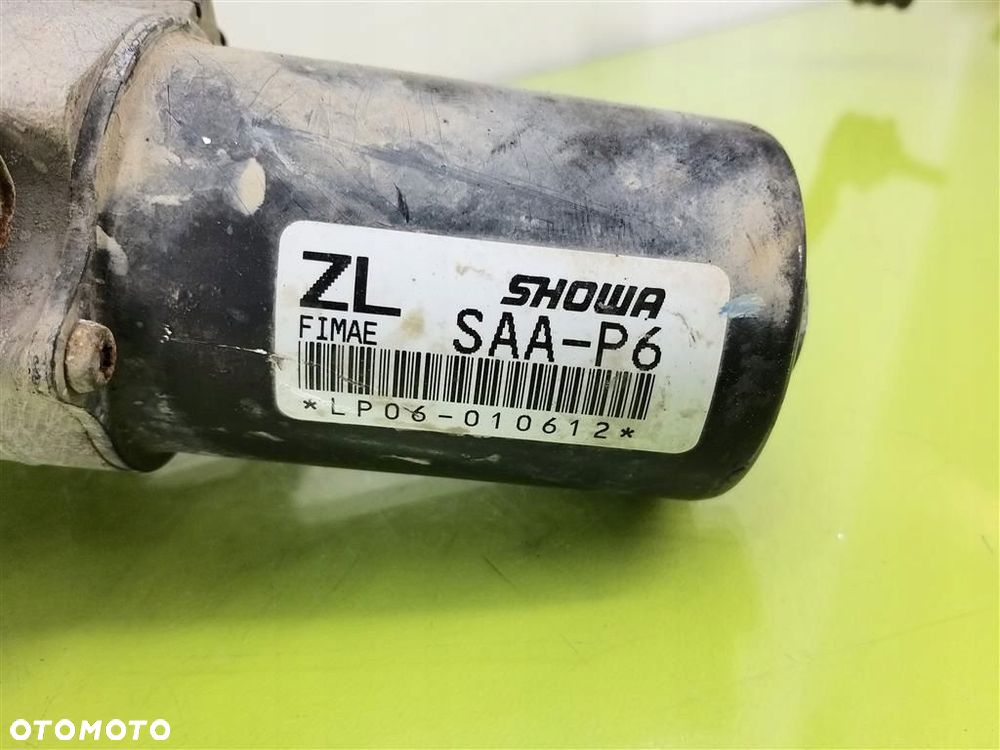 ZL SHOWA
FIMAE SAA-P6
*LP06-010612*
OTOMOTO